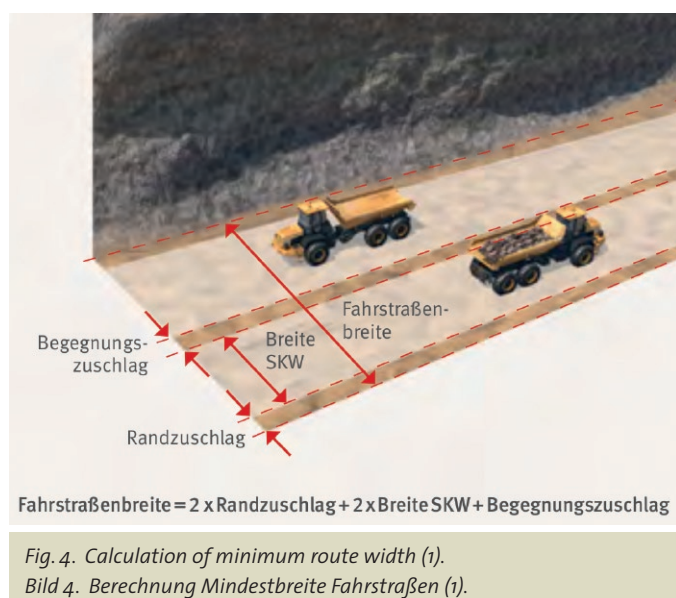 Fahrstraßen-
breite
Begegnungs-
zuschlag
Breite
SKW
Randzuschlag
Fahrstraßenbreite = 2 x Randzuschlag + 2 x Breite SKW + Begegnungszuschlag
Fig. 4. Calculation of minimum route width (1).
Bild 4. Berechnung Mindestbreite Fahrstraßen (1).